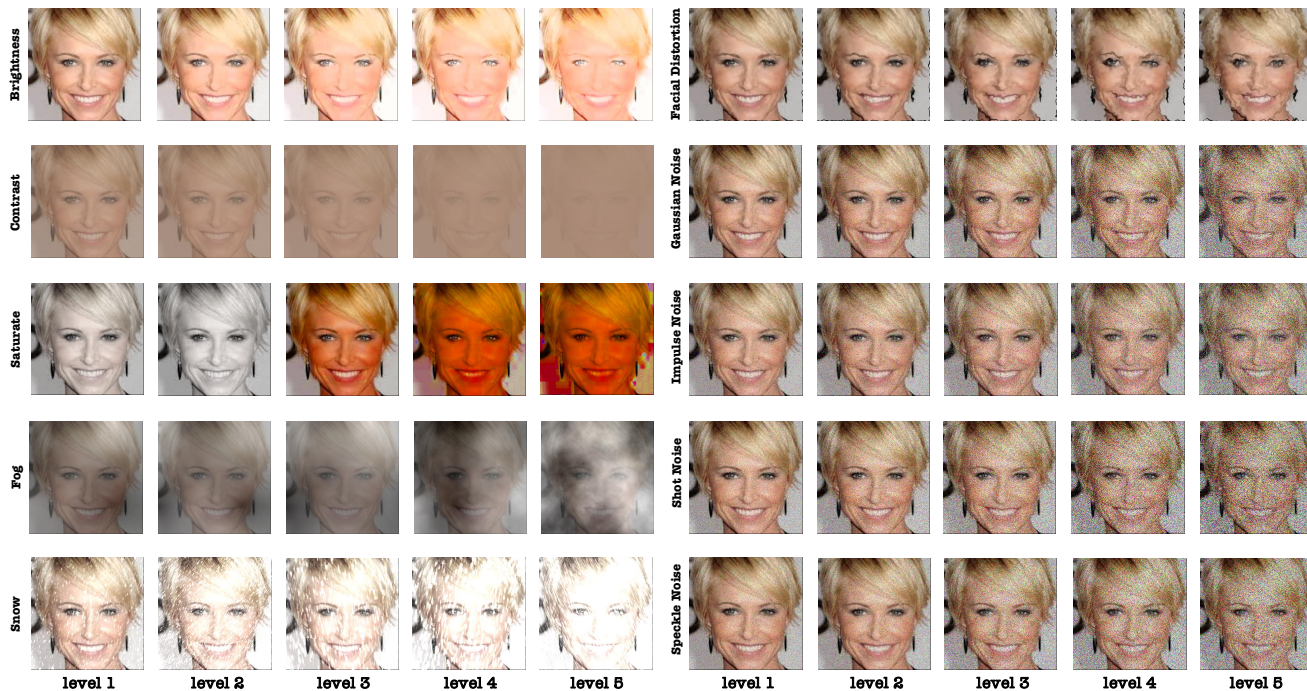 Brightness
Contrast
Saturate
Fog
Snow
level 1 level 2 level 3 level 4 level 5
Facial Distortion
Gaussian Noise
Impulse Noise
Shot Noise
Speckle Noise
level 1 level 2 level 3 level 4 level 5